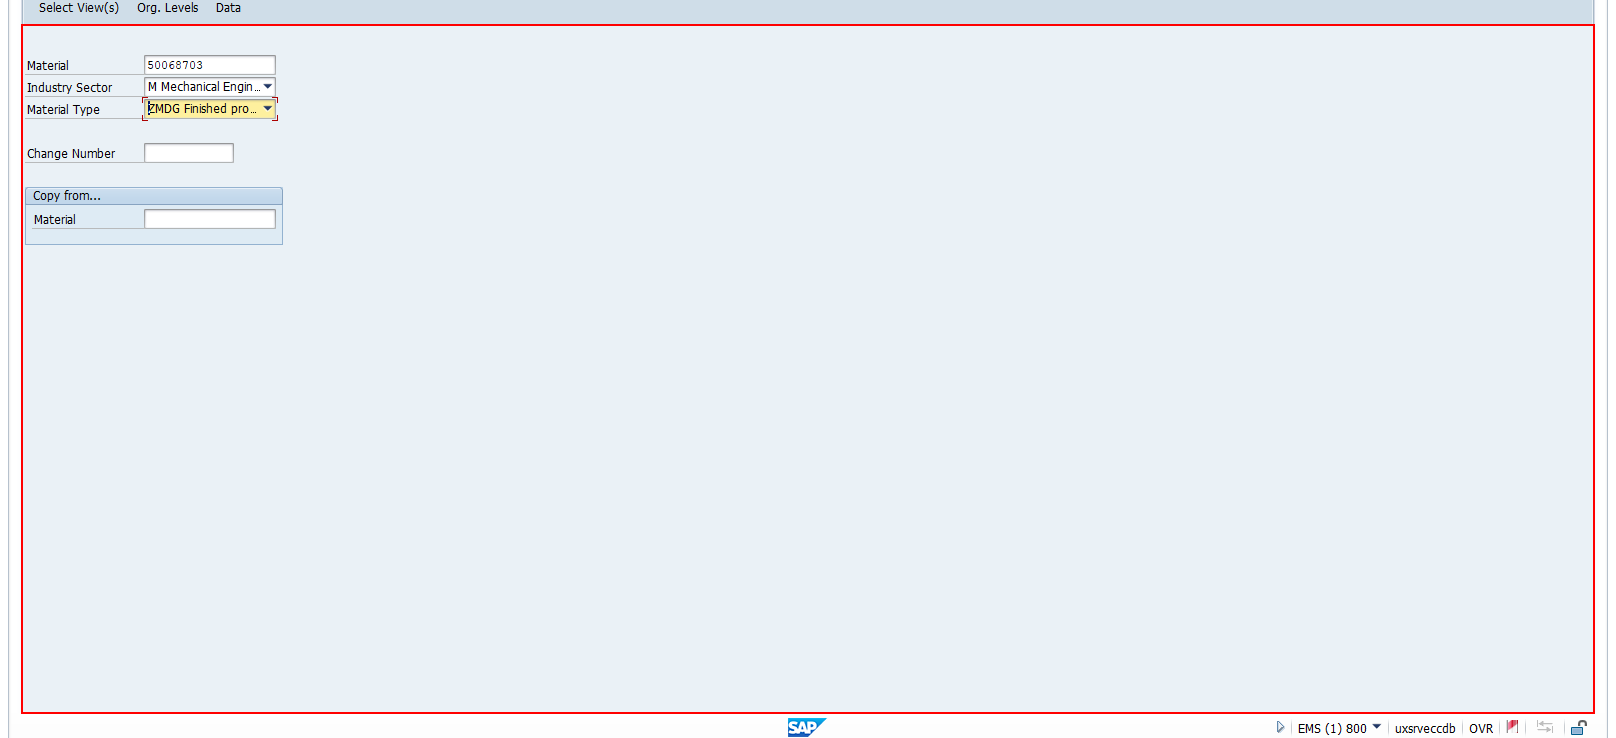 Select View(s) Org. Levels Data
Material 50068703
Industry Sector M Mechanical Engin...
Material Type ZMDG Finished pro...
Change Number
Copy from...
Material
SAP EMS (1) 800 uxsrveccdb OVR